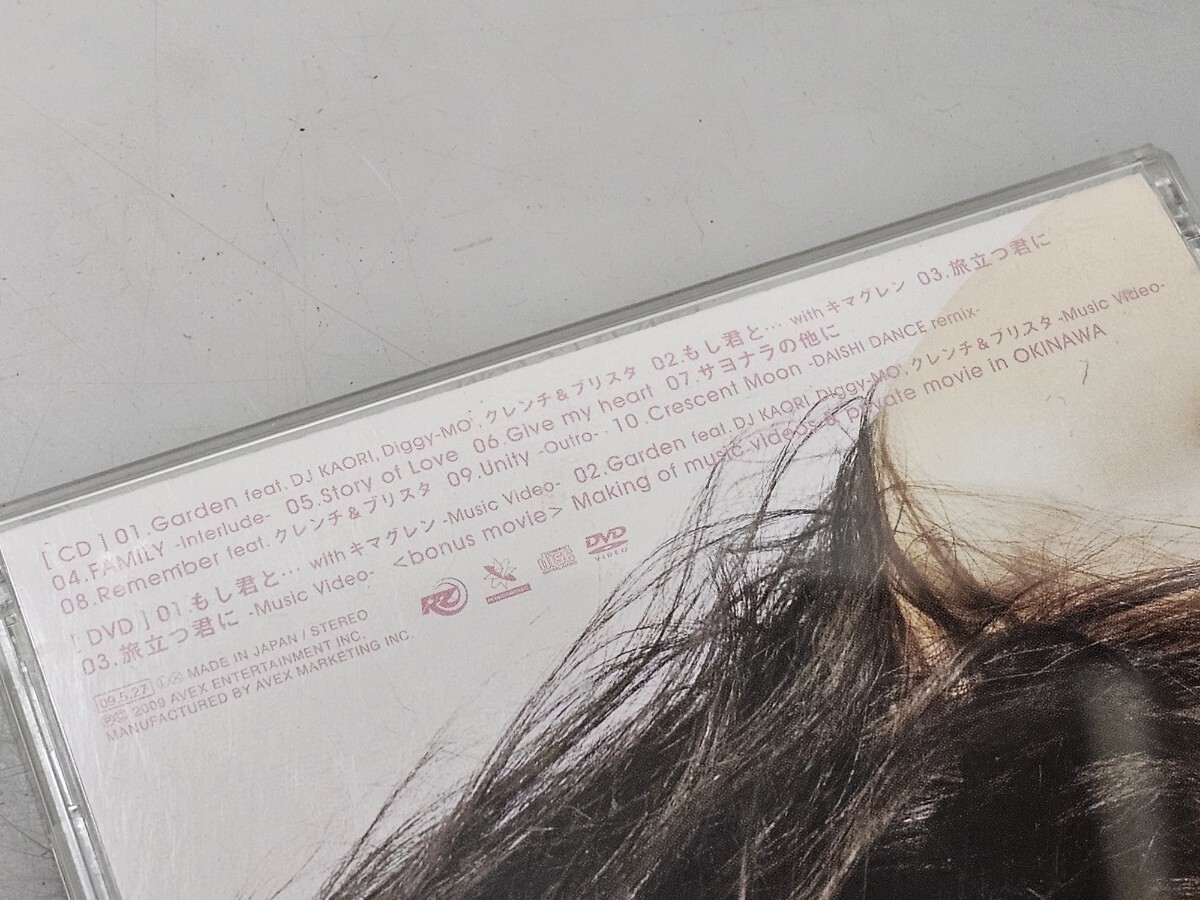 [ CD ] 01.Garden feat. DJ KAORI, Diggy-MO', クレンチ&ブリスタ 02.もし君と… with キマグレン 03.旅立つ君に
04.FAMILY -Interlude- 05.Story of Love 06.Give my heart 07.サヨナラの他に
08.Remember feat. クレンチ&ブリスタ 09.Unity -Outro- 10.Crescent Moon -DAISHI DANCE remix-
[ DVD ] 01.もし君と… with キマグレン -Music Video- 02.Garden feat. DJ KAORI, Diggy-MO', クレンチ&ブリスタ -Music Video-
03.旅立つ君に -Music Video- <bonus movie> Making of music videos & private movie in OKINAWA
09.5.27 MADE IN JAPAN / STEREO
℗© 2009 AVEX ENTERTAINMENT INC.
MANUFACTURED BY AVEX MARKETING INC.
DVD
VIDEO